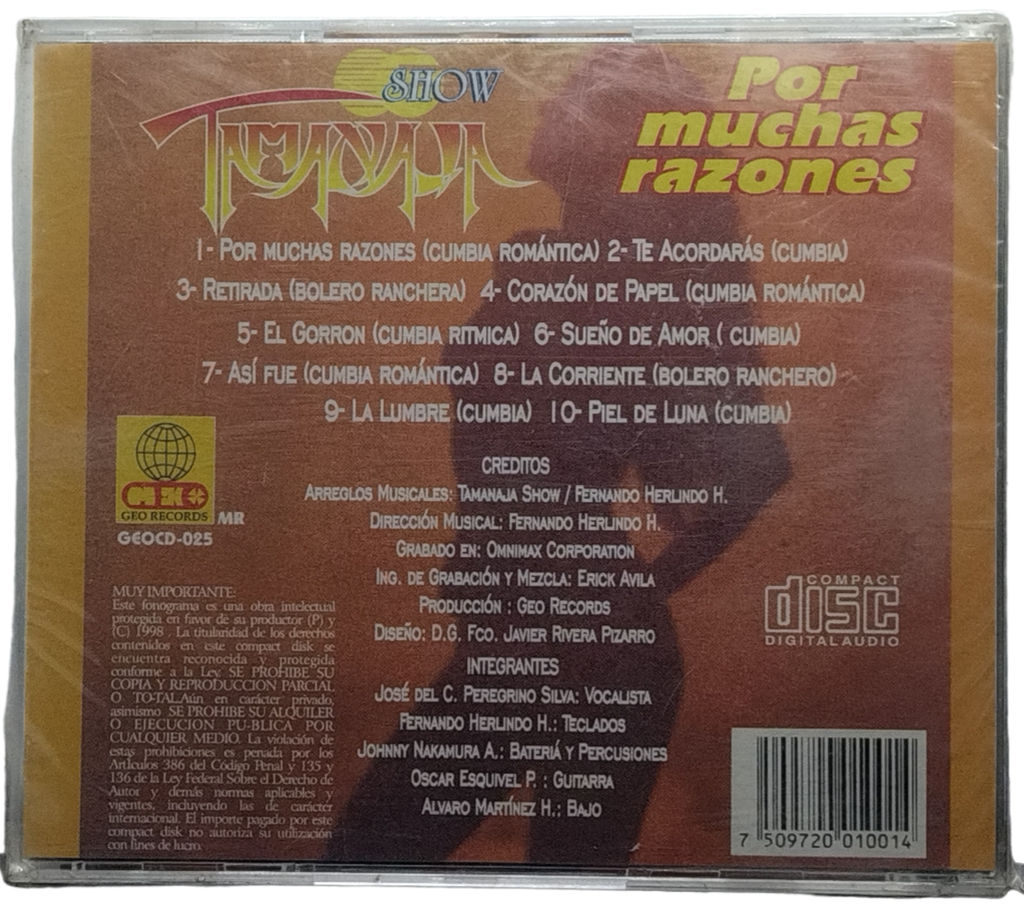 SHOW
TAMANAJA
Por
muchas
razones
1- POR MUCHAS RAZONES (CUMBIA ROMÁNTICA) 2- TE ACORDARÁS (CUMBIA)
3- RETIRADA (BOLERO RANCHERA) 4- CORAZÓN DE PAPEL (CUMBIA ROMÁNTICA)
5- EL GORRON (CUMBIA RITMICA) 6- SUEÑO DE AMOR ( CUMBIA)
7- ASÍ FUE (CUMBIA ROMÁNTICA) 8- LA CORRIENTE (BOLERO RANCHERO)
9- LA LUMBRE (CUMBIA) 10- PIEL DE LUNA (CUMBIA)
CREDITOS
ARREGLOS MUSICALES: TAMANAJA SHOW / FERNANDO HERLINDO H.
DIRECCIÓN MUSICAL: FERNANDO HERLINDO H.
GRABADO EN: OMNIMAX CORPORATION
ING. DE GRABACIÓN Y MEZCLA: ERICK AVILA
PRODUCCIÓN : GEO RECORDS
DISEÑO: D.G. FCO. JAVIER RIVERA PIZARRO
INTEGRANTES
JOSÉ DEL C. PEREGRINO SILVA: VOCALISTA
FERNANDO HERLINDO H.: TECLADOS
JOHNNY NAKAMURA A.: BATERIÁ Y PERCUSIONES
OSCAR ESQUIVEL P. : GUITARRA
ALVARO MARTÍNEZ H.: BAJO
GEO RECORDS MR
GEOCD-025
MUY IMPORTANTE:
Este fonograma es una obra intelectual
protegida en favor de su productor (P) y
(C) 1998 . La titularidad de los derechos
contenidos en este compact disk se
encuentra reconocida y protegida
conforme a la Ley. SE PROHIBE SU
COPIA Y REPRODUCCION PARCIAL
O TOTAL.Aún en carácter privado,
asimismo SE PROHIBE SU ALQUILER
O EJECUCION PUBLICA POR
CUALQUIER MEDIO. La violación de
estas prohibiciones es penada por los
Artículos 386 del Código Penal y 135 y
136 de la Ley Federal Sobre el Derecho de
Autor y demás normas aplicables y
vigentes, incluyendo las de carácter
internacional. El importe pagado por este
compact disk no autoriza su utilización
con fines de lucro.
COMPACT
disc
DIGITAL AUDIO
7 509720 010014